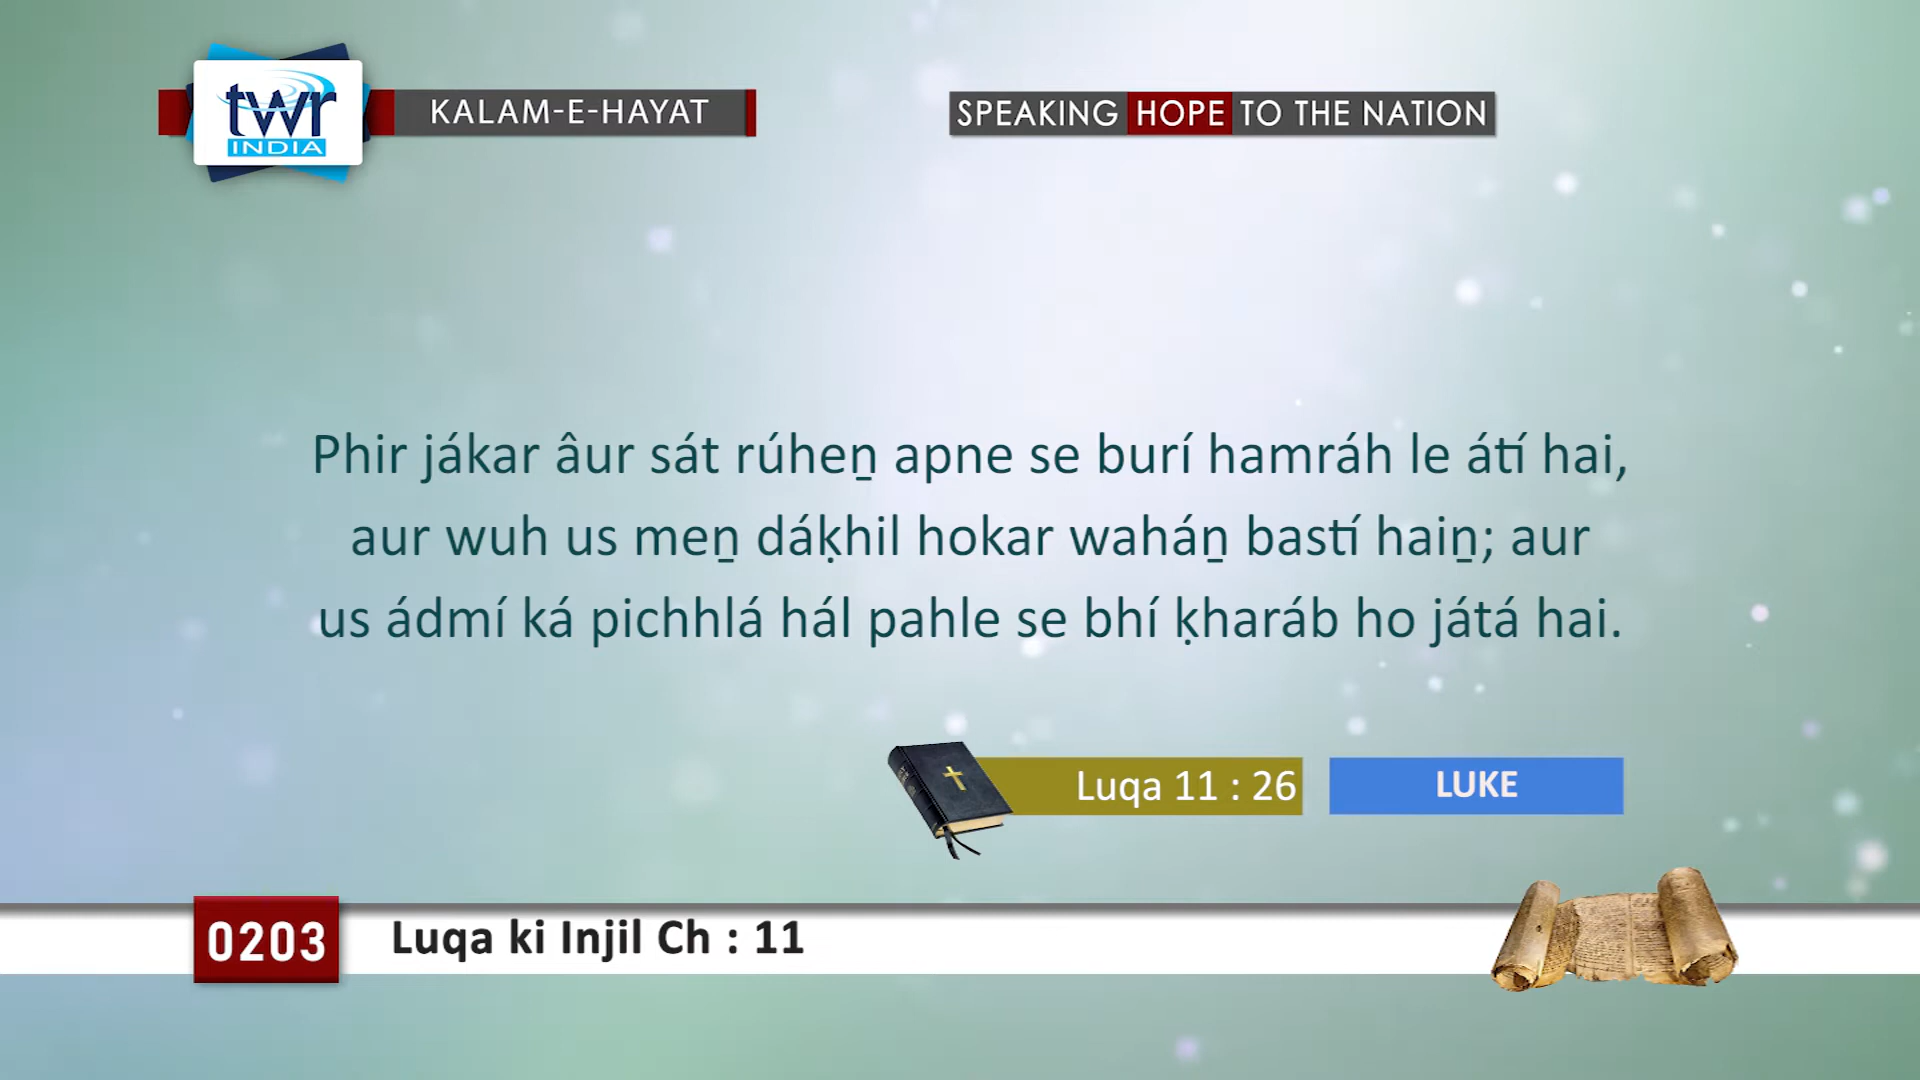 twr
INDIA
KALAM-E-HAYAT
SPEAKING HOPE TO THE NATION
Phir jákar âur sát rúheṉ apne se burí hamráh le átí hai,
aur wuh us meṉ dáḳhil hokar waháṉ bastí haiṉ; aur
us ádmí ká pichhlá hál pahle se bhí ḳharáb ho játá hai.
Luqa 11 : 26
LUKE
0203
Luqa ki Injil Ch : 11